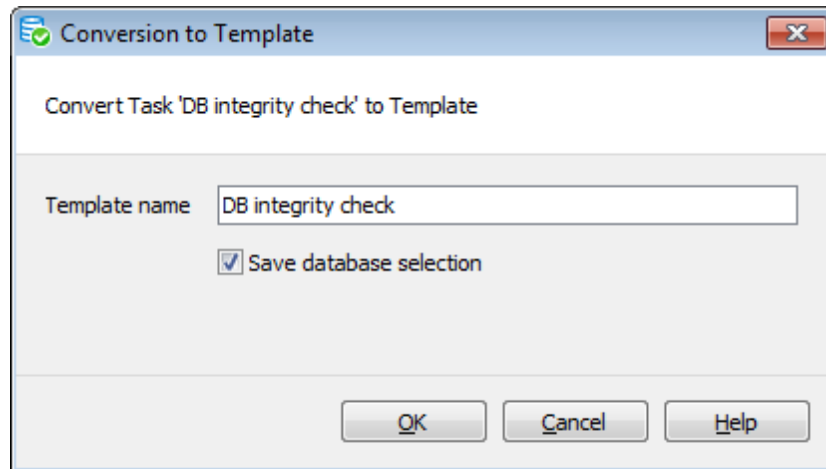 Conversion to Template
Convert Task 'DB integrity check' to Template
Template name DB integrity check
Save database selection
OK Cancel Help